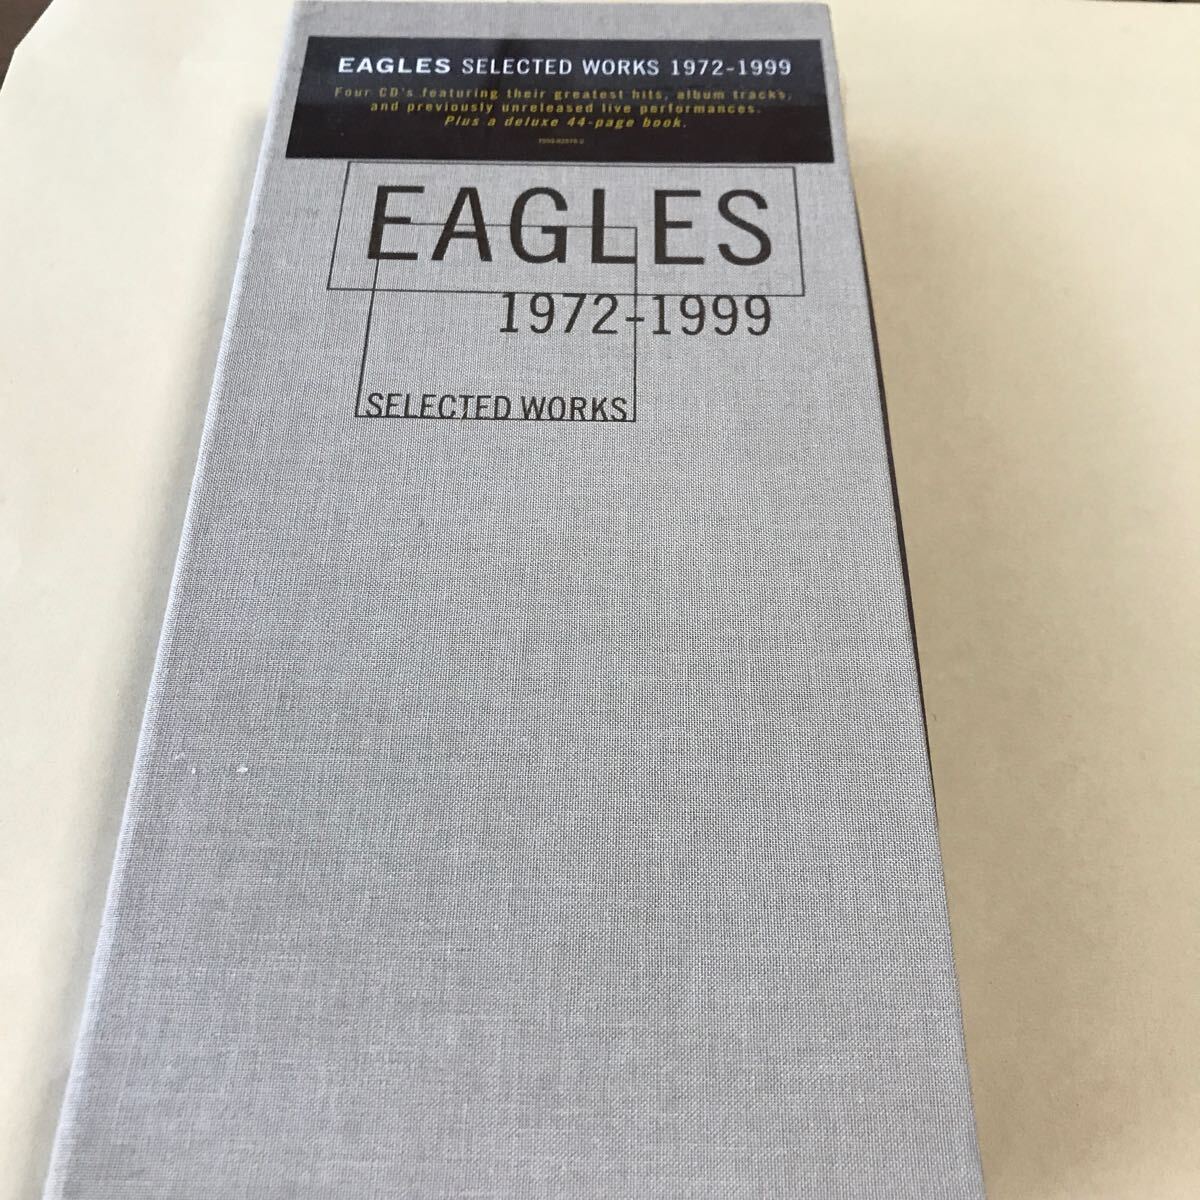 EAGLES SELECTED WORKS 1972-1999
Four CD's featuring their greatest hits, album tracks,
and previously unreleased live performances.
Plus a deluxe 44-page book.
EAGLES
1972-1999
SELECTED WORKS